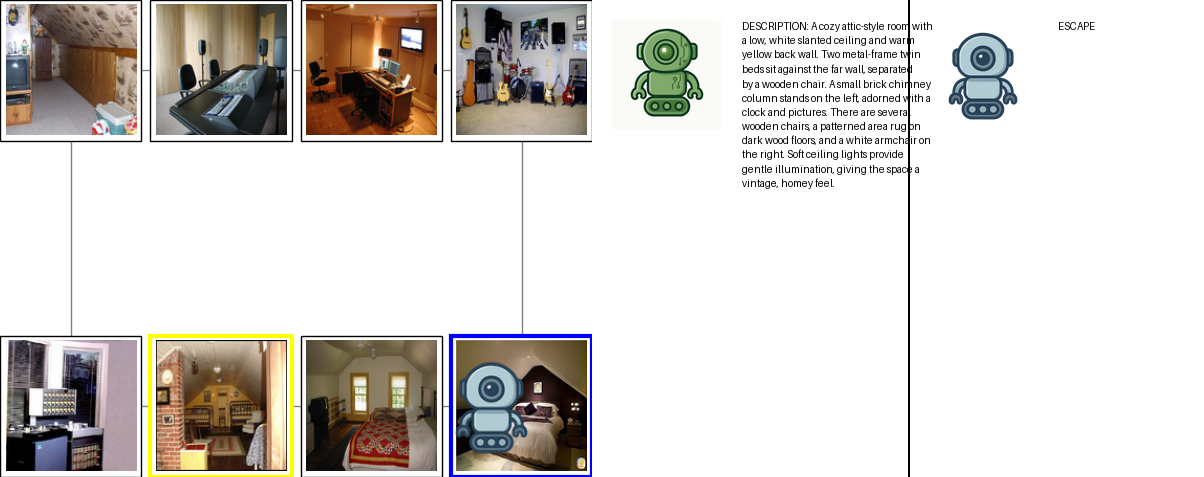 DESCRIPTION: A cozy attic-style room with
a low, white slanted ceiling and warm
yellow back wall. Two metal-frame twin
beds sit against the far wall, separated
by a wooden chair. A small brick chimney
column stands on the left, adorned with a
clock and pictures. There are several
wooden chairs, a patterned area rug on
dark wood floors, and a white armchair on
the right. Soft ceiling lights provide
gentle illumination, giving the space a
vintage, homey feel.
ESCAPE